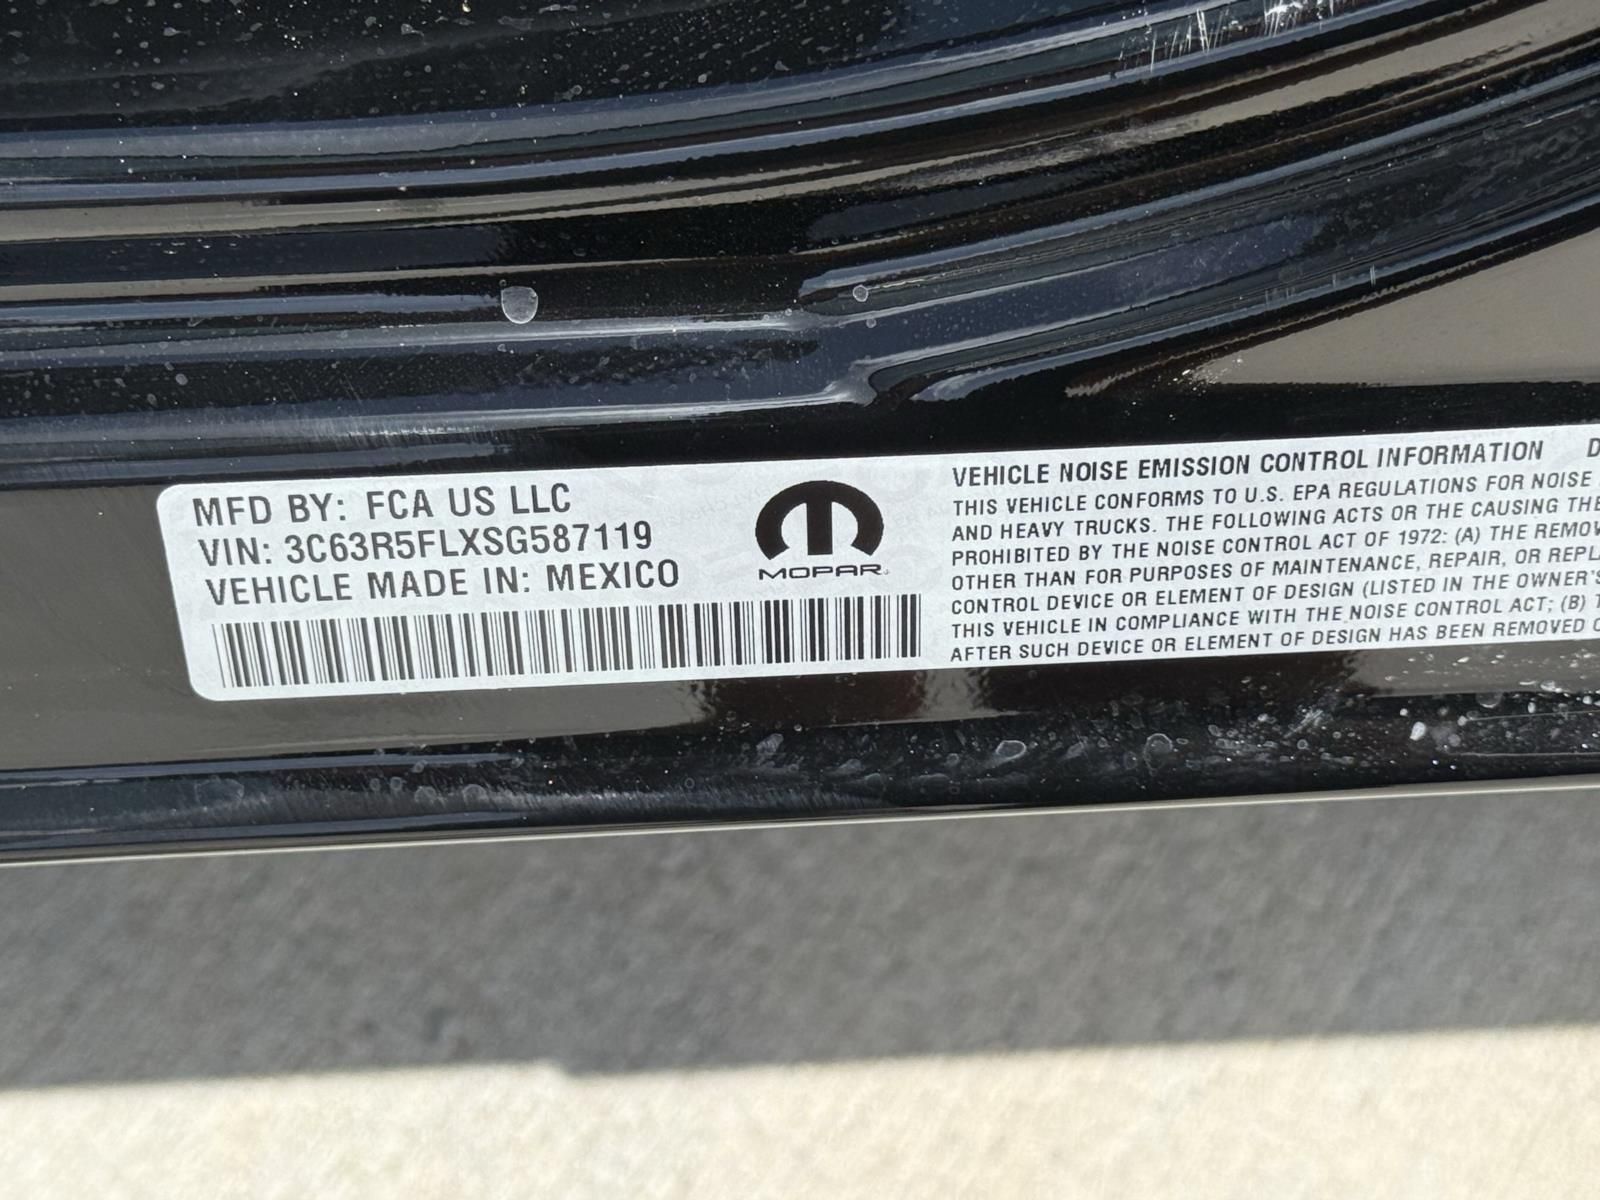 MFD BY: FCA US LLC
VIN: 3C63R5FLXSG587119
VEHICLE MADE IN: MEXICO
MOPAR
VEHICLE NOISE EMISSION CONTROL INFORMATION D
THIS VEHICLE CONFORMS TO U.S. EPA REGULATIONS FOR NOISE
AND HEAVY TRUCKS. THE FOLLOWING ACTS OR THE CAUSING THE
PROHIBITED BY THE NOISE CONTROL ACT OF 1972: (A) THE REMOV
OTHER THAN FOR PURPOSES OF MAINTENANCE, REPAIR, OR REPL
CONTROL DEVICE OR ELEMENT OF DESIGN (LISTED IN THE OWNER'S
THIS VEHICLE IN COMPLIANCE WITH THE NOISE CONTROL ACT; (B) T
AFTER SUCH DEVICE OR ELEMENT OF DESIGN HAS BEEN REMOVED O